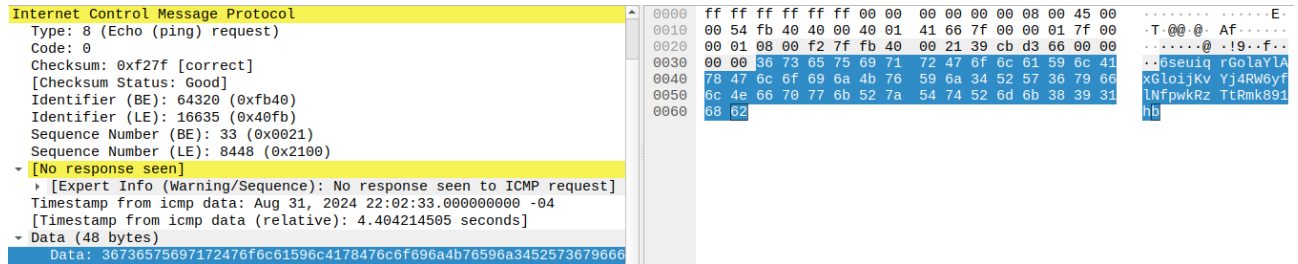 Internet Control Message Protocol
Type: 8 (Echo (ping) request)
Code: 0
Checksum: 0xf27f [correct]
[Checksum Status: Good]
Identifier (BE): 64320 (0xfb40)
Identifier (LE): 16635 (0x40fb)
Sequence Number (BE): 33 (0x0021)
Sequence Number (LE): 8448 (0x2100)
[No response seen]
[Expert Info (Warning/Sequence): No response seen to ICMP request]
Timestamp from icmp data: Aug 31, 2024 22:02:33.000000000 -04
[Timestamp from icmp data (relative): 4.404214505 seconds]
Data (48 bytes)
Data: 36736575697172476f6c61596c4178476c6f696a4b76596a3452573679666
0000 ff ff ff ff ff ff 00 00 00 00 00 00 08 00 45 00 ········ ······E·
0010 00 54 fb 40 40 00 40 01 41 66 7f 00 00 01 7f 00 ·T·@@·@· Af······
0020 00 01 08 00 f2 7f fb 40 00 21 39 cb d3 66 00 00 ·······@ ·!9··f··
0030 00 00 36 73 65 75 69 71 72 47 6f 6c 61 59 6c 41 ··6seuiq rGolaYlA
0040 78 47 6c 6f 69 6a 4b 76 59 6a 34 52 57 36 79 66 xGloijKv Yj4RW6yf
0050 6c 4e 66 70 77 6b 52 7a 54 74 52 6d 6b 38 39 31 lNfpwkRz TtRmk891
0060 68 62 hb